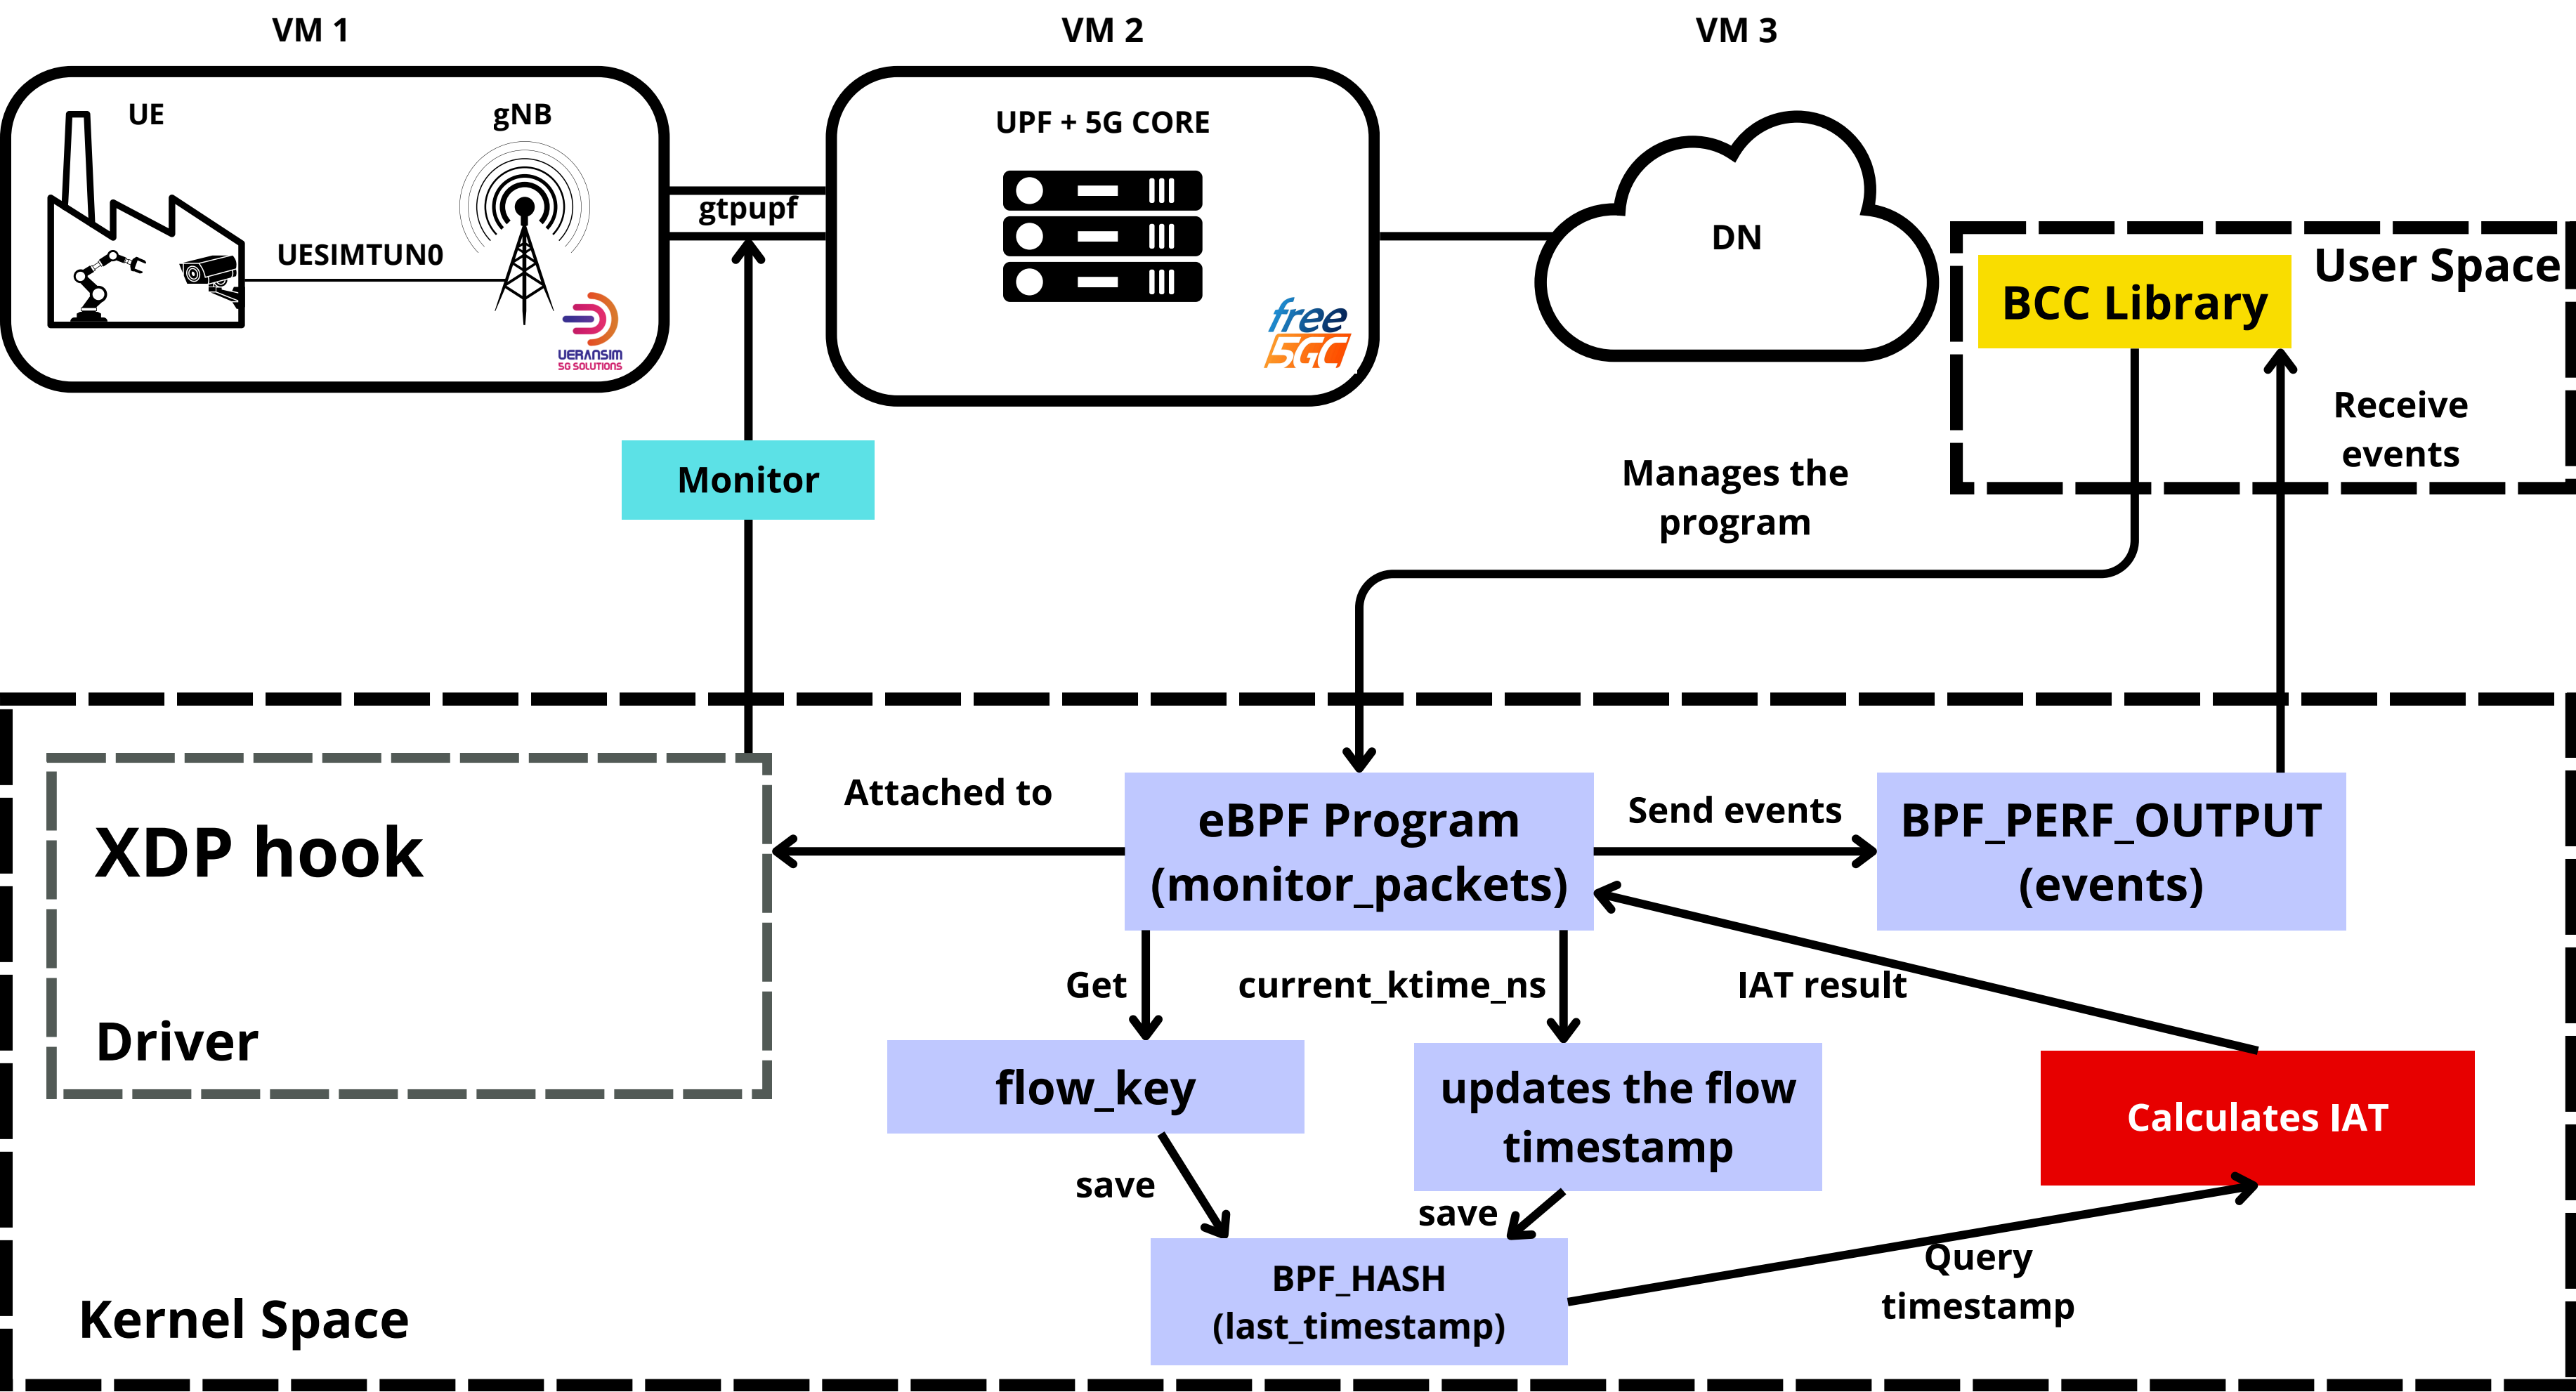 VM 1
VM 2
VM 3
UE
gNB
UESIMTUN0
UERANSIM
5G SOLUTIONS
gtpupf
UPF + 5G CORE
free
5GC
DN
User Space
BCC Library
Receive
events
Monitor
Manages the
program
XDP hook
Driver
Attached to
eBPF Program
(monitor_packets)
Send events
BPF_PERF_OUTPUT
(events)
Get
current_ktime_ns
IAT result
flow_key
updates the flow
timestamp
Calculates IAT
save
save
BPF_HASH
(last_timestamp)
Query
timestamp
Kernel Space